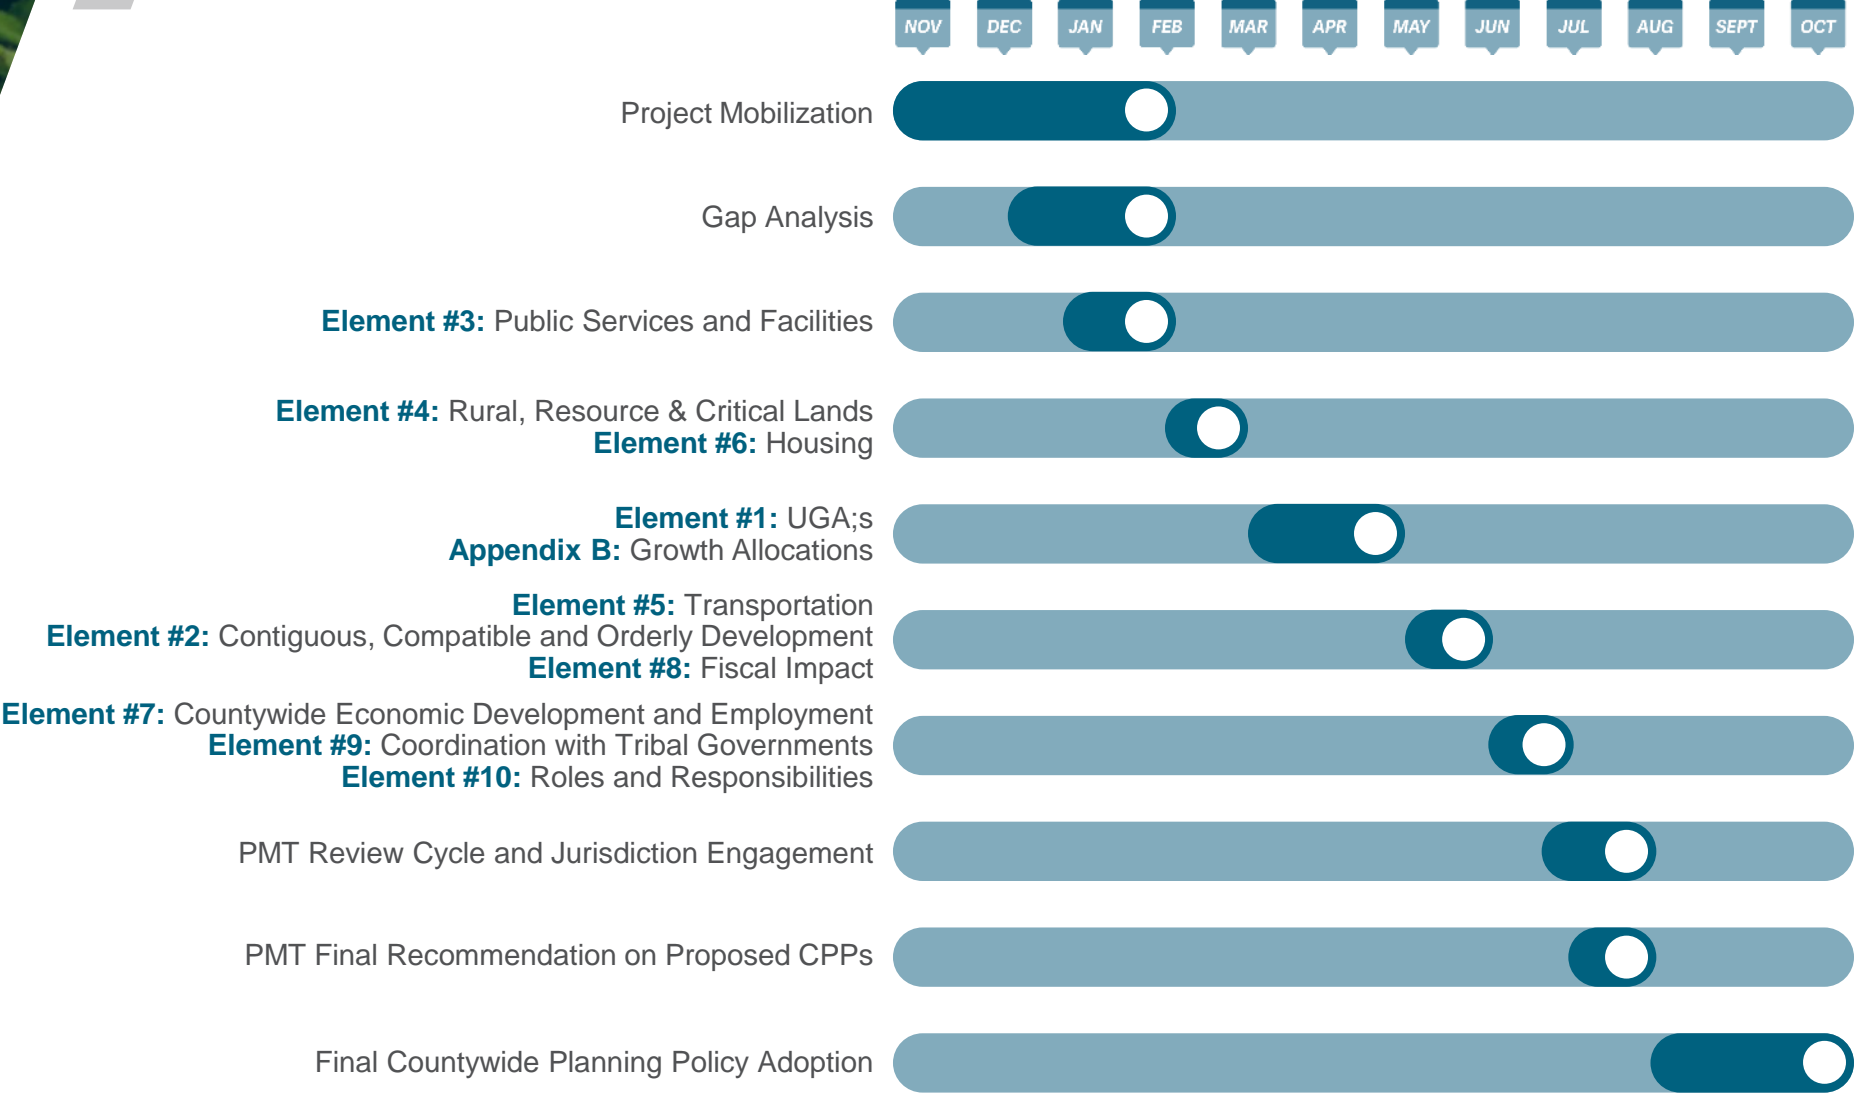 NOV DEC JAN FEB MAR APR MAY JUN JUL AUG SEPT OCT
Project Mobilization
Gap Analysis
Element #3: Public Services and Facilities
Element #4: Rural, Resource & Critical Lands
Element #6: Housing
Element #1: UGA;s
Appendix B: Growth Allocations
Element #5: Transportation
Element #2: Contiguous, Compatible and Orderly Development
Element #8: Fiscal Impact
Element #7: Countywide Economic Development and Employment
Element #9: Coordination with Tribal Governments
Element #10: Roles and Responsibilities
PMT Review Cycle and Jurisdiction Engagement
PMT Final Recommendation on Proposed CPPs
Final Countywide Planning Policy Adoption